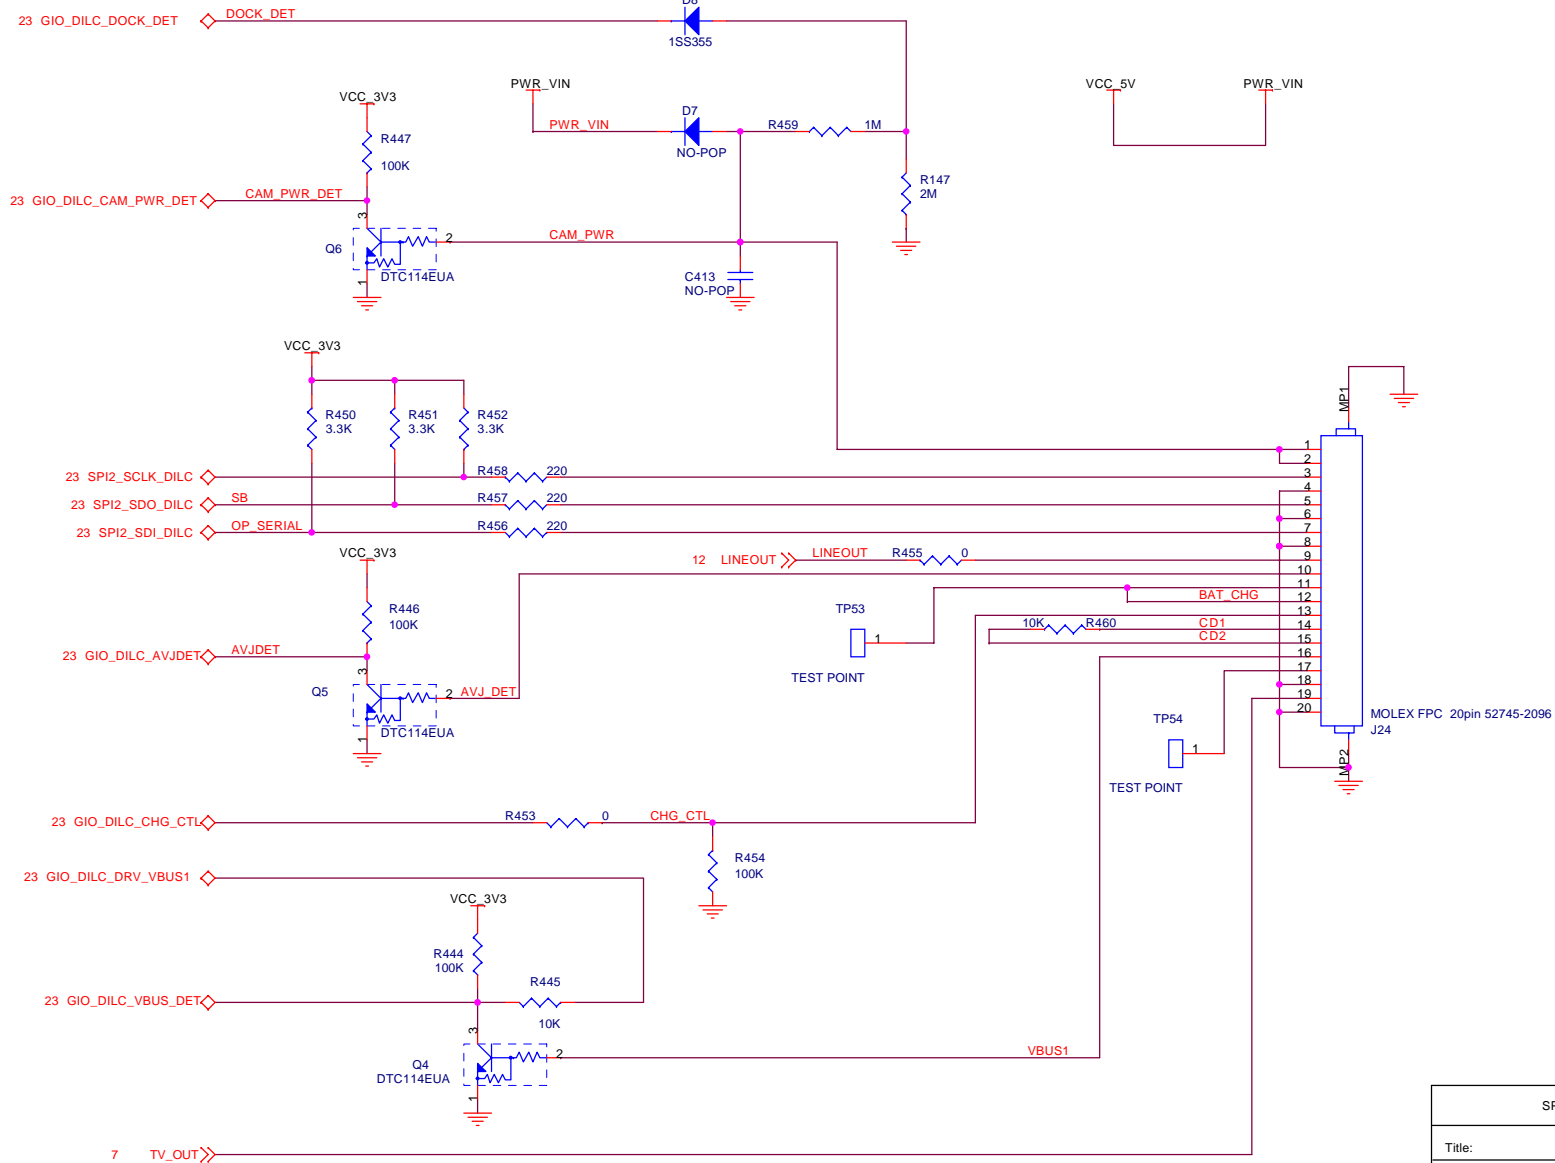 D8
23 GIO_DILC_DOCK_DET DOCK_DET
1SS355
PWR_VIN VCC_5V PWR_VIN
VCC_3V3
D7
PWR_VIN R459 1M
R447
100K NO-POP
R147
2M
23 GIO_DILC_CAM_PWR_DET CAM_PWR_DET
3
Q6 2 CAM_PWR
DTC114EUA
1
C413
NO-POP
VCC_3V3
MP1
R450 R451 R452
3.3K 3.3K 3.3K
1
2
23 SPI2_SCLK_DILC R458 220 3
4
23 SPI2_SDO_DILC SB R457 220 5
6
23 SPI2_SDI_DILC OP_SERIAL R456 220 7
8
VCC_3V3
12 LINEOUT LINEOUT R455 0 9
10
11
BAT_CHG 12
R446
100K
TP53
13
10K R460 CD1 14
CD2 15
1
23 GIO_DILC_AVJDET AVJDET 16
17
TEST POINT
3
Q5 2 AVJ_DET
18
19
20
DTC114EUA
1
MOLEX FPC 20pin 52745-2096
J24
TP54
1
MP2
TEST POINT
23 GIO_DILC_CHG_CTL R453 0 CHG_CTL
R454
100K
23 GIO_DILC_DRV_VBUS1
VCC_3V3
R444
100K
R445
23 GIO_DILC_VBUS_DET
10K
3
2 VBUS1
Q4
DTC114EUA
1
SP
Title:
7 TV_OUT